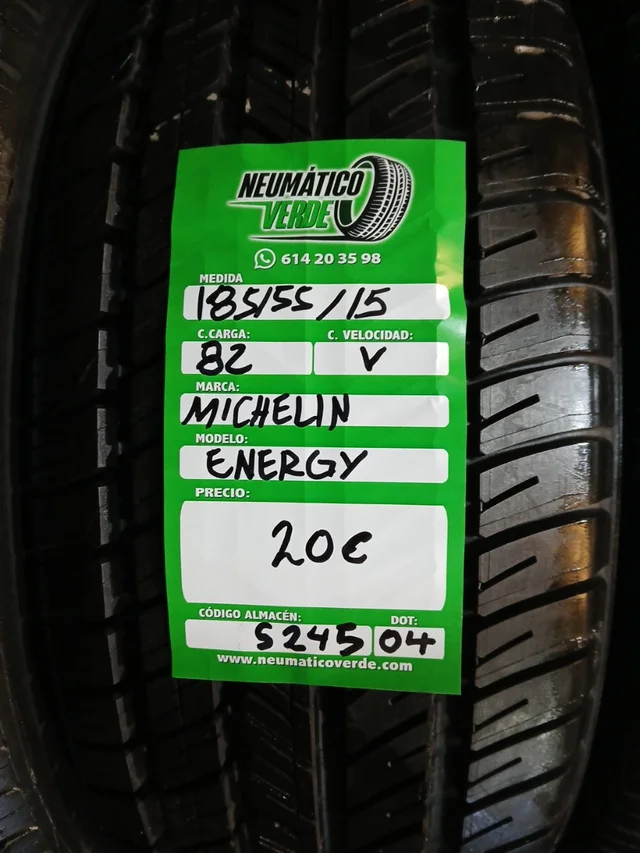 NEUMÁTICO
VERDE
614 20 35 98
MEDIDA
185/55/15
C.CARGA: C. VELOCIDAD:
82 V
MARCA:
MICHELIN
MODELO:
ENERGY
PRECIO:
20€
CÓDIGO ALMACÉN: DOT:
5245 04
www.neumaticoverde.com